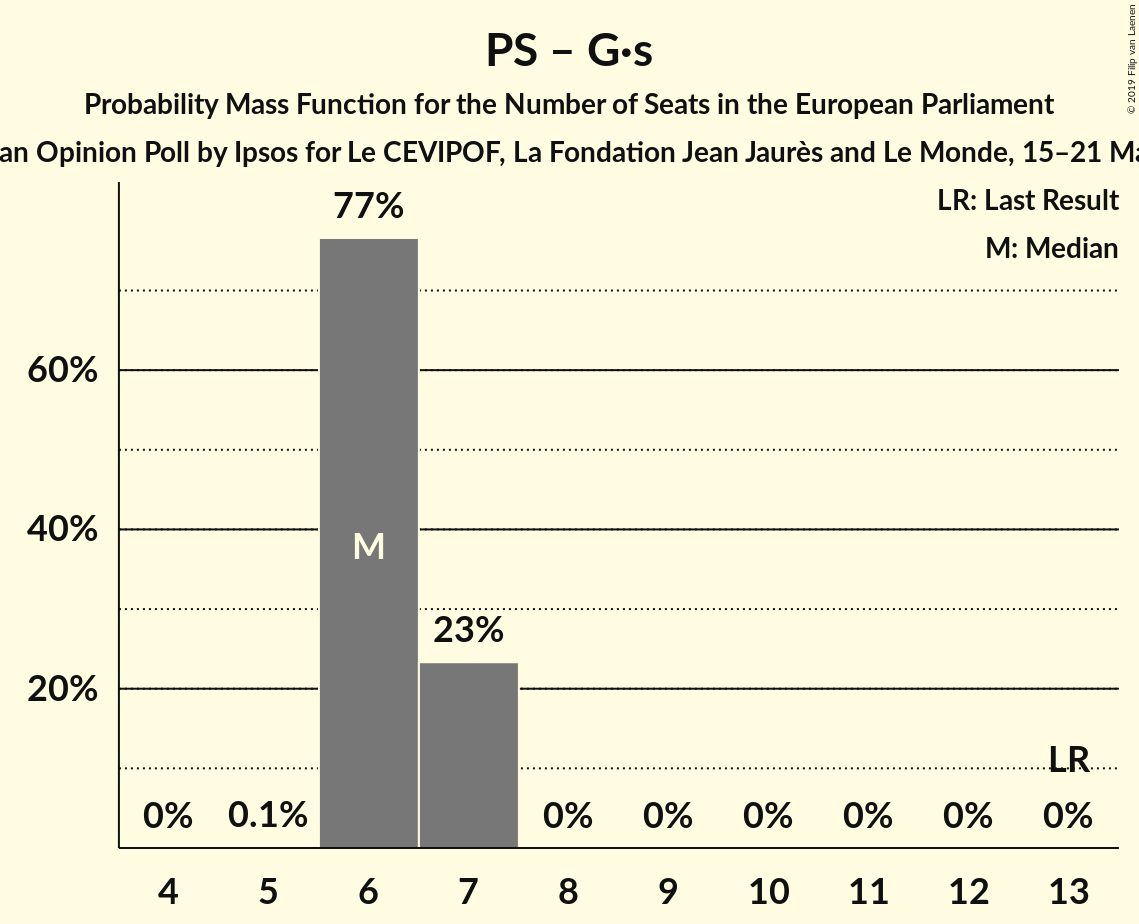 PS – G·s
Probability Mass Function for the Number of Seats in the European Parliament
an Opinion Poll by Ipsos for Le CEVIPOF, La Fondation Jean Jaurès and Le Monde, 15–21 Ma
© 2019 Filip van Laenen
LR: Last Result
M: Median
77%
60%
M
40%
23%
20%
LR
0% 0.1% 0% 0% 0% 0% 0% 0%
4 5 6 7 8 9 10 11 12 13